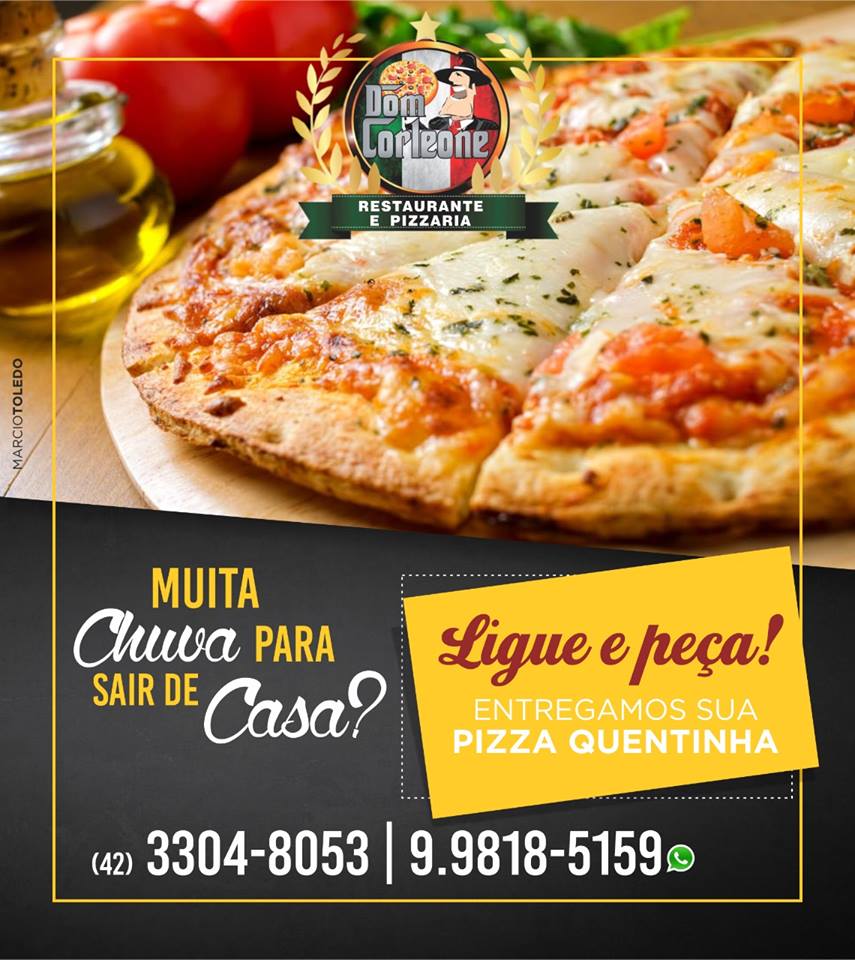 Dom
Corleone
RESTAURANTE
E PIZZARIA
MARCIOTOLEDO
MUITA
Chuva PARA
SAIR DE
Casa?
Ligue e peça!
ENTREGAMOS SUA
PIZZA QUENTINHA
(42) 3304-8053 | 9.9818-5159